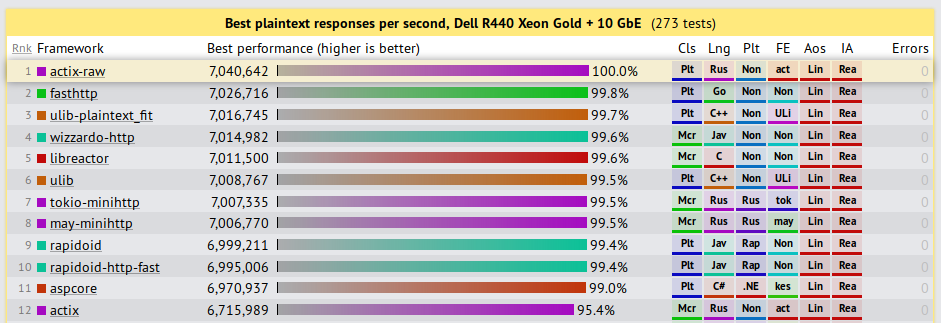 Best plaintext responses per second, Dell R440 Xeon Gold + 10 GbE (273 tests)
Rnk Framework Best performance (higher is better) Cls Lng Plt FE Aos IA Errors
1 actix-raw 7,040,642 100.0% Plt Rus Non act Lin Rea 0
2 fasthttp 7,026,716 99.8% Plt Go Non Non Lin Rea 0
3 ulib-plaintext_fit 7,016,745 99.7% Plt C++ Non ULi Lin Rea 0
4 wizzardo-http 7,014,982 99.6% Mcr Jav Non Non Lin Rea 0
5 libreactor 7,011,500 99.6% Mcr C Non Non Lin Rea 0
6 ulib 7,008,767 99.5% Plt C++ Non ULi Lin Rea 0
7 tokio-minihttp 7,007,335 99.5% Mcr Rus Rus tok Lin Rea 0
8 may-minihttp 7,006,770 99.5% Mcr Rus Rus may Lin Rea 0
9 rapidoid 6,999,211 99.4% Plt Jav Rap Non Lin Rea 0
10 rapidoid-http-fast 6,995,006 99.4% Plt Jav Rap Non Lin Rea 0
11 aspcore 6,970,937 99.0% Plt C# .NE kes Lin Rea 0
12 actix 6,715,989 95.4% Mcr Rus Non act Lin Rea 0